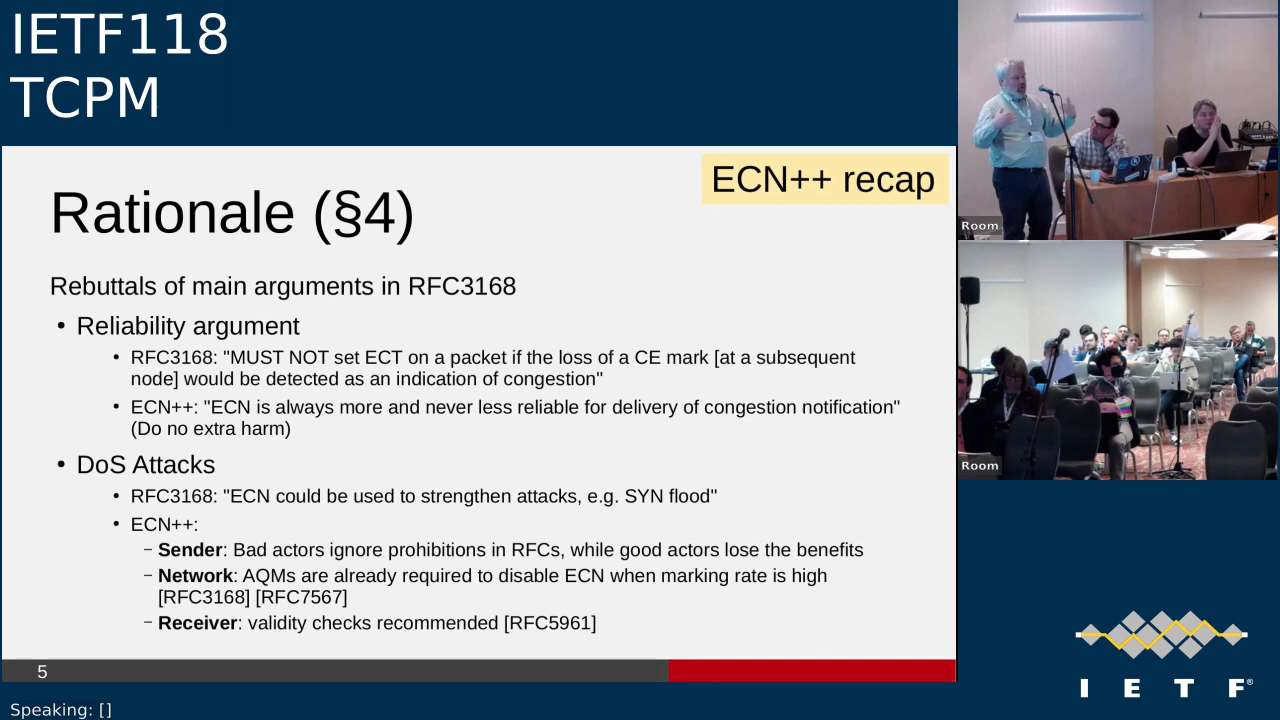 IETF118
TCPM
ECN++ recap
Rationale (§4)
Rebuttals of main arguments in RFC3168
• Reliability argument
• RFC3168: "MUST NOT set ECT on a packet if the loss of a CE mark [at a subsequent
node] would be detected as an indication of congestion"
• ECN++: "ECN is always more and never less reliable for delivery of congestion notification"
(Do no extra harm)
• DoS Attacks
• RFC3168: "ECN could be used to strengthen attacks, e.g. SYN flood"
• ECN++:
– Sender: Bad actors ignore prohibitions in RFCs, while good actors lose the benefits
– Network: AQMs are already required to disable ECN when marking rate is high
[RFC3168] [RFC7567]
– Receiver: validity checks recommended [RFC5961]
5
Speaking: []
Room
Room
I E T F®